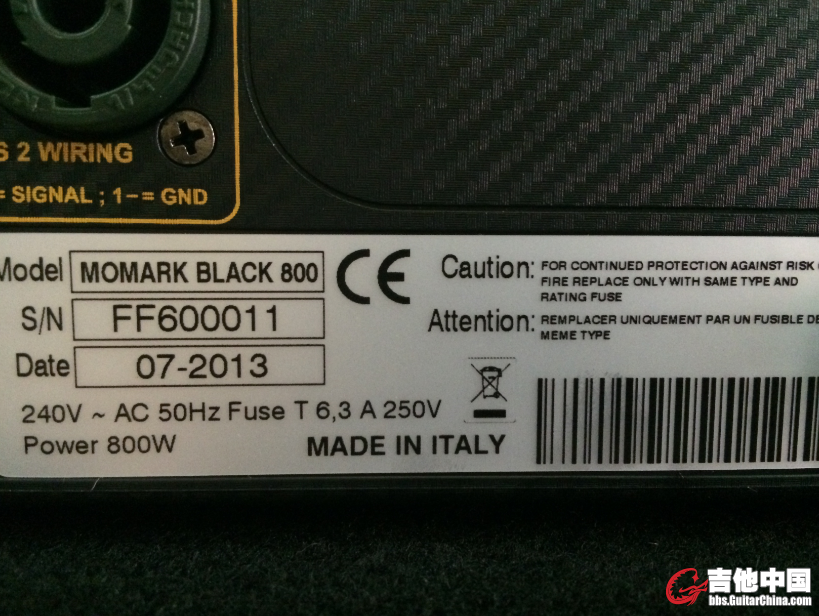 S 2 WIRING
= SIGNAL ; 1-= GND
Model MOMARK BLACK 800
S/N FF600011
Date 07-2013
240V ~ AC 50Hz Fuse T 6,3 A 250V
Power 800W
MADE IN ITALY
CE
Caution: FOR CONTINUED PROTECTION AGAINST RISK
FIRE REPLACE ONLY WITH SAME TYPE AND
RATING FUSE
Attention: REMPLACER UNIQUEMENT PAR UN FUSIBLE DE
MEME TYPE
吉他中国
bbs.GuitarChina.com